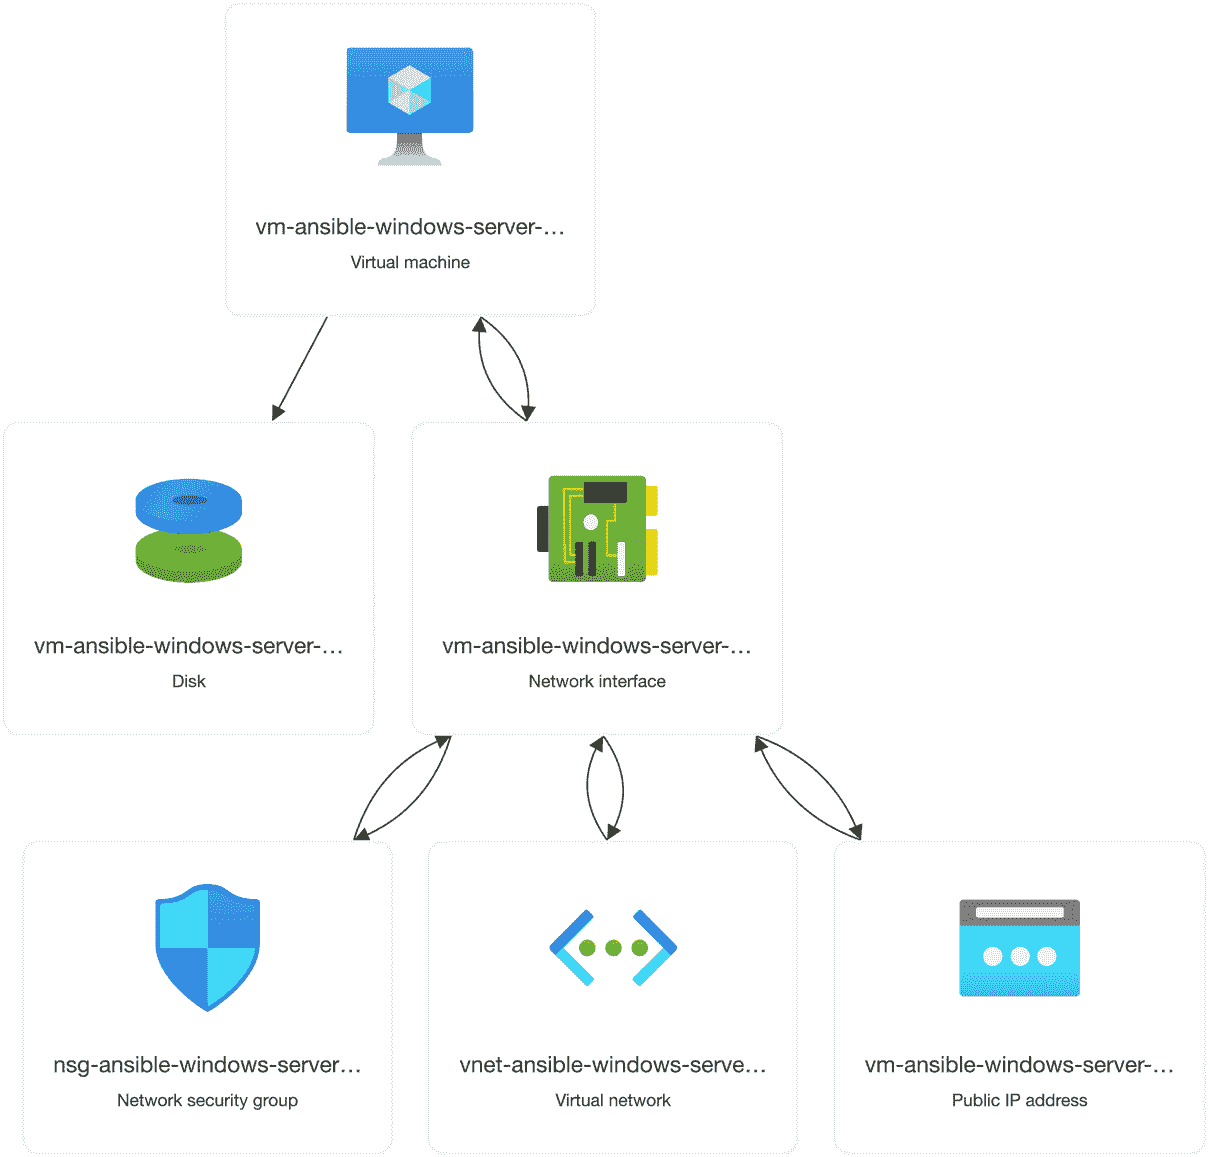 vm-ansible-windows-server-...
Virtual machine
vm-ansible-windows-server-...
Disk
vm-ansible-windows-server-...
Network interface
nsg-ansible-windows-server...
Network security group
vnet-ansible-windows-serve...
Virtual network
vm-ansible-windows-server-...
Public IP address